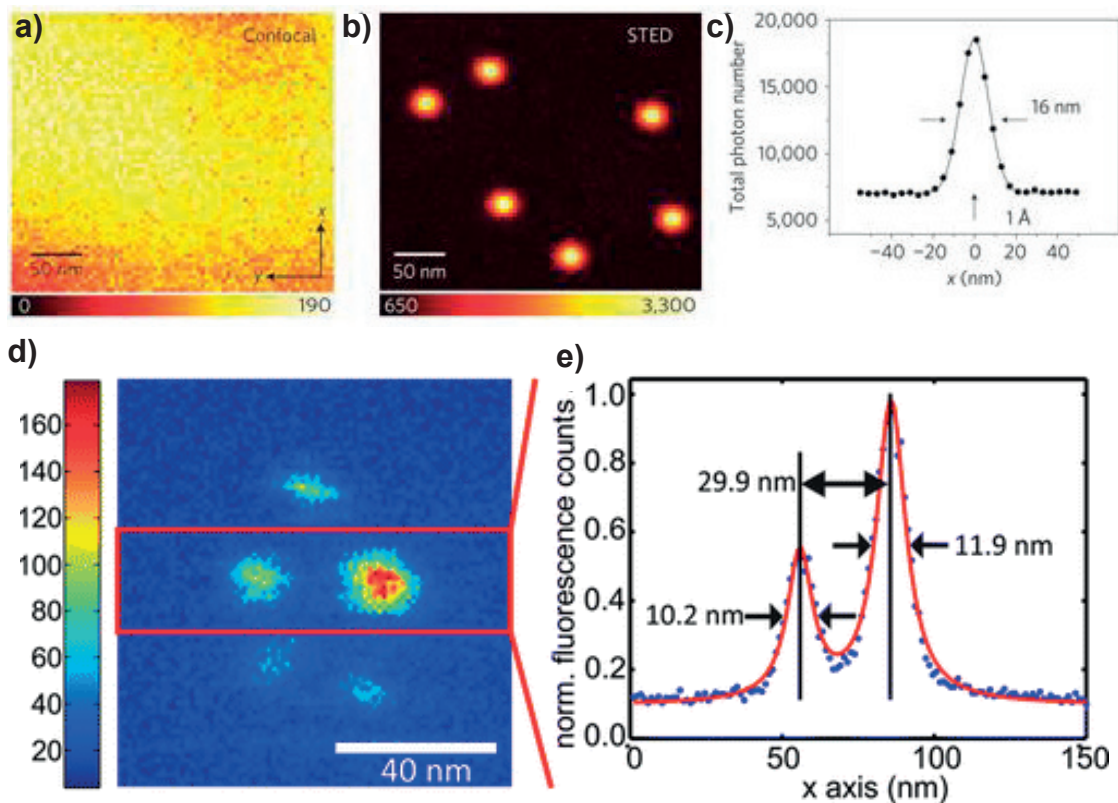 a)
Confocal
50 nm
x
y
0 190
b)
STED
50 nm
650 3,300
c)
20,000
15,000
10,000
5,000
Total photon number
16 nm
1 Å
−40 −20 0 20 40
x (nm)
d)
160
140
120
100
80
60
40
20
40 nm
e)
1.0
0.8
0.6
0.4
0.2
0.0
norm. fluorescence counts
29.9 nm
11.9 nm
10.2 nm
0 50 100 150
x axis (nm)